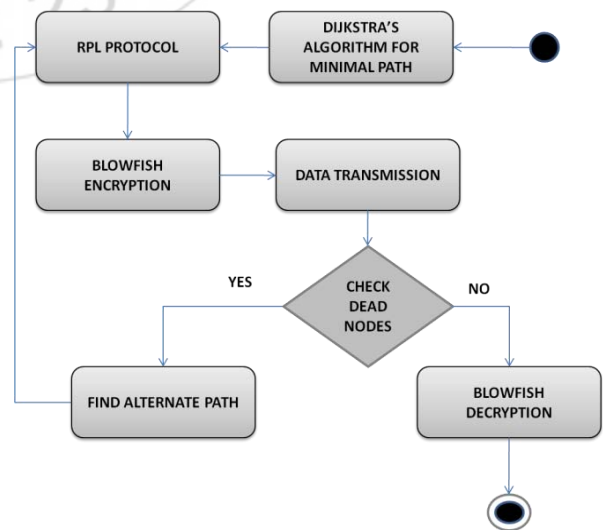 RPL PROTOCOL
DIJKSTRA'S
ALGORITHM FOR
MINIMAL PATH
BLOWFISH
ENCRYPTION
DATA TRANSMISSION
YES
CHECK
DEAD
NODES
NO
FIND ALTERNATE PATH
BLOWFISH
DECRYPTION